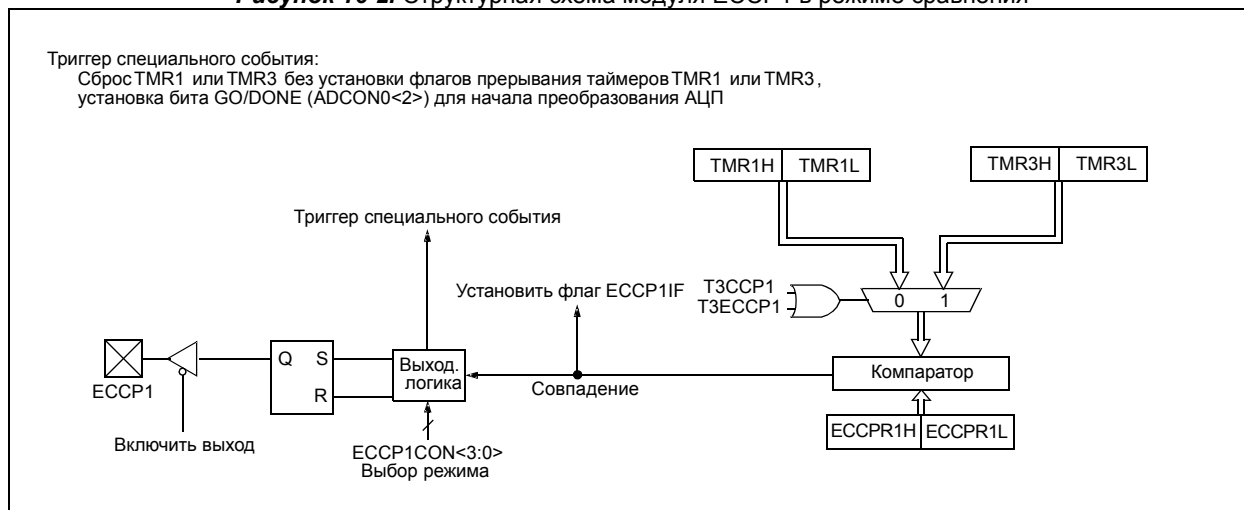 Рисунок 16-2. Структурная схема модуля ECCP1 в режиме сравнения
Триггер специального события:
Сброс TMR1 или TMR3 без установки флагов прерывания таймеров TMR1 или TMR3,
установка бита GO/DONE (ADCON0<2>) для начала преобразования АЦП
TMR1H TMR1L
TMR3H TMR3L
Триггер специального события
Установить флаг ECCP1IF
T3CCP1
T3ECCP1
0 1
Q S
R
Выход.
логика
Совпадение
Компаратор
ECCP1
Включить выход
ECCP1CON<3:0>
Выбор режима
ECCPR1H ECCPR1L